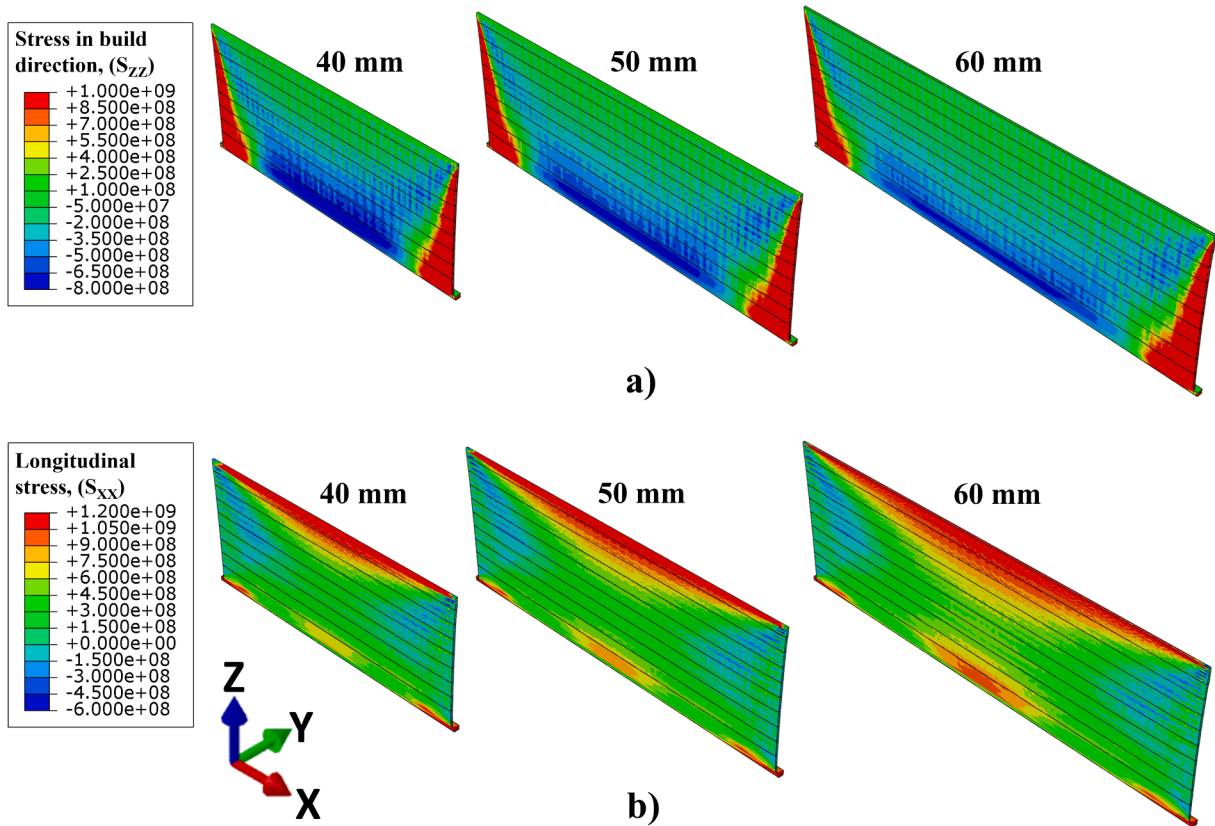 Stress in build
direction, (SZZ)
+1.000e+09
+8.500e+08
+7.000e+08
+5.500e+08
+4.000e+08
+2.500e+08
+1.000e+08
-5.000e+07
-2.000e+08
-3.500e+08
-5.000e+08
-6.500e+08
-8.000e+08
40 mm
50 mm
60 mm
a)
Longitudinal
stress, (SXX)
+1.200e+09
+1.050e+09
+9.000e+08
+7.500e+08
+6.000e+08
+4.500e+08
+3.000e+08
+1.500e+08
+0.000e+00
-1.500e+08
-3.000e+08
-4.500e+08
-6.000e+08
40 mm
50 mm
60 mm
Z
Y
X
b)